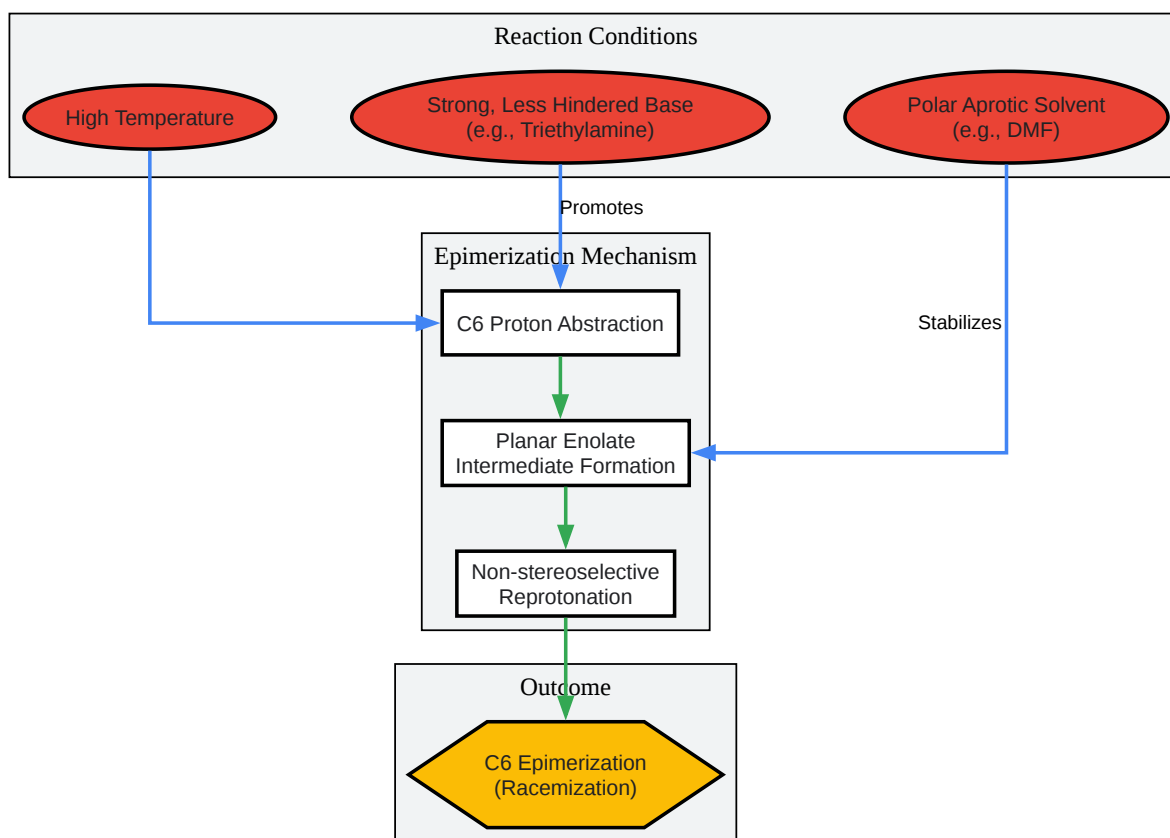 Reaction Conditions
High Temperature
Strong, Less Hindered Base
(e.g., Triethylamine)
Polar Aprotic Solvent
(e.g., DMF)
Promotes
Epimerization Mechanism
C6 Proton Abstraction
Stabilizes
Planar Enolate
Intermediate Formation
Non-stereoselective
Reprotonation
Outcome
C6 Epimerization
(Racemization)